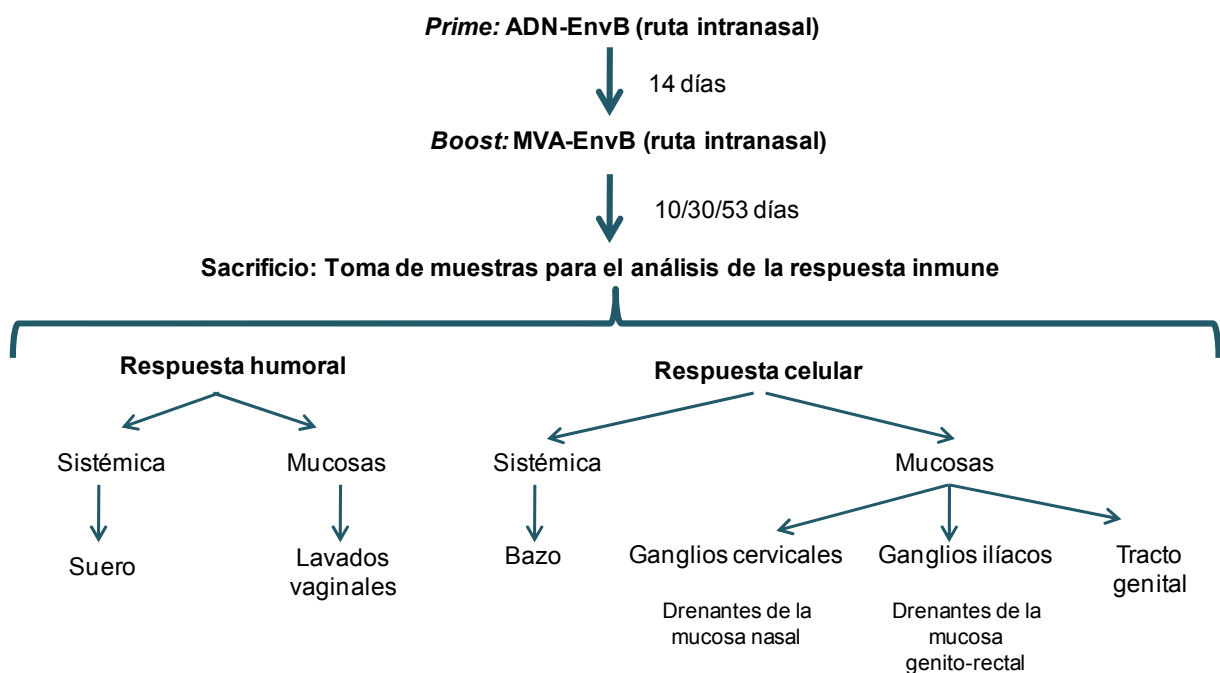 Prime: ADN-EnvB (ruta intranasal)
14 días
Boost: MVA-EnvB (ruta intranasal)
10/30/53 días
Sacrificio: Toma de muestras para el análisis de la respuesta inmune
Respuesta humoral
Respuesta celular
Sistémica
Mucosas
Sistémica
Mucosas
Suero
Lavados
vaginales
Bazo
Ganglios cervicales
Drenantes de la
mucosa nasal
Ganglios ilíacos
Drenantes de la
mucosa
genito-rectal
Tracto
genital